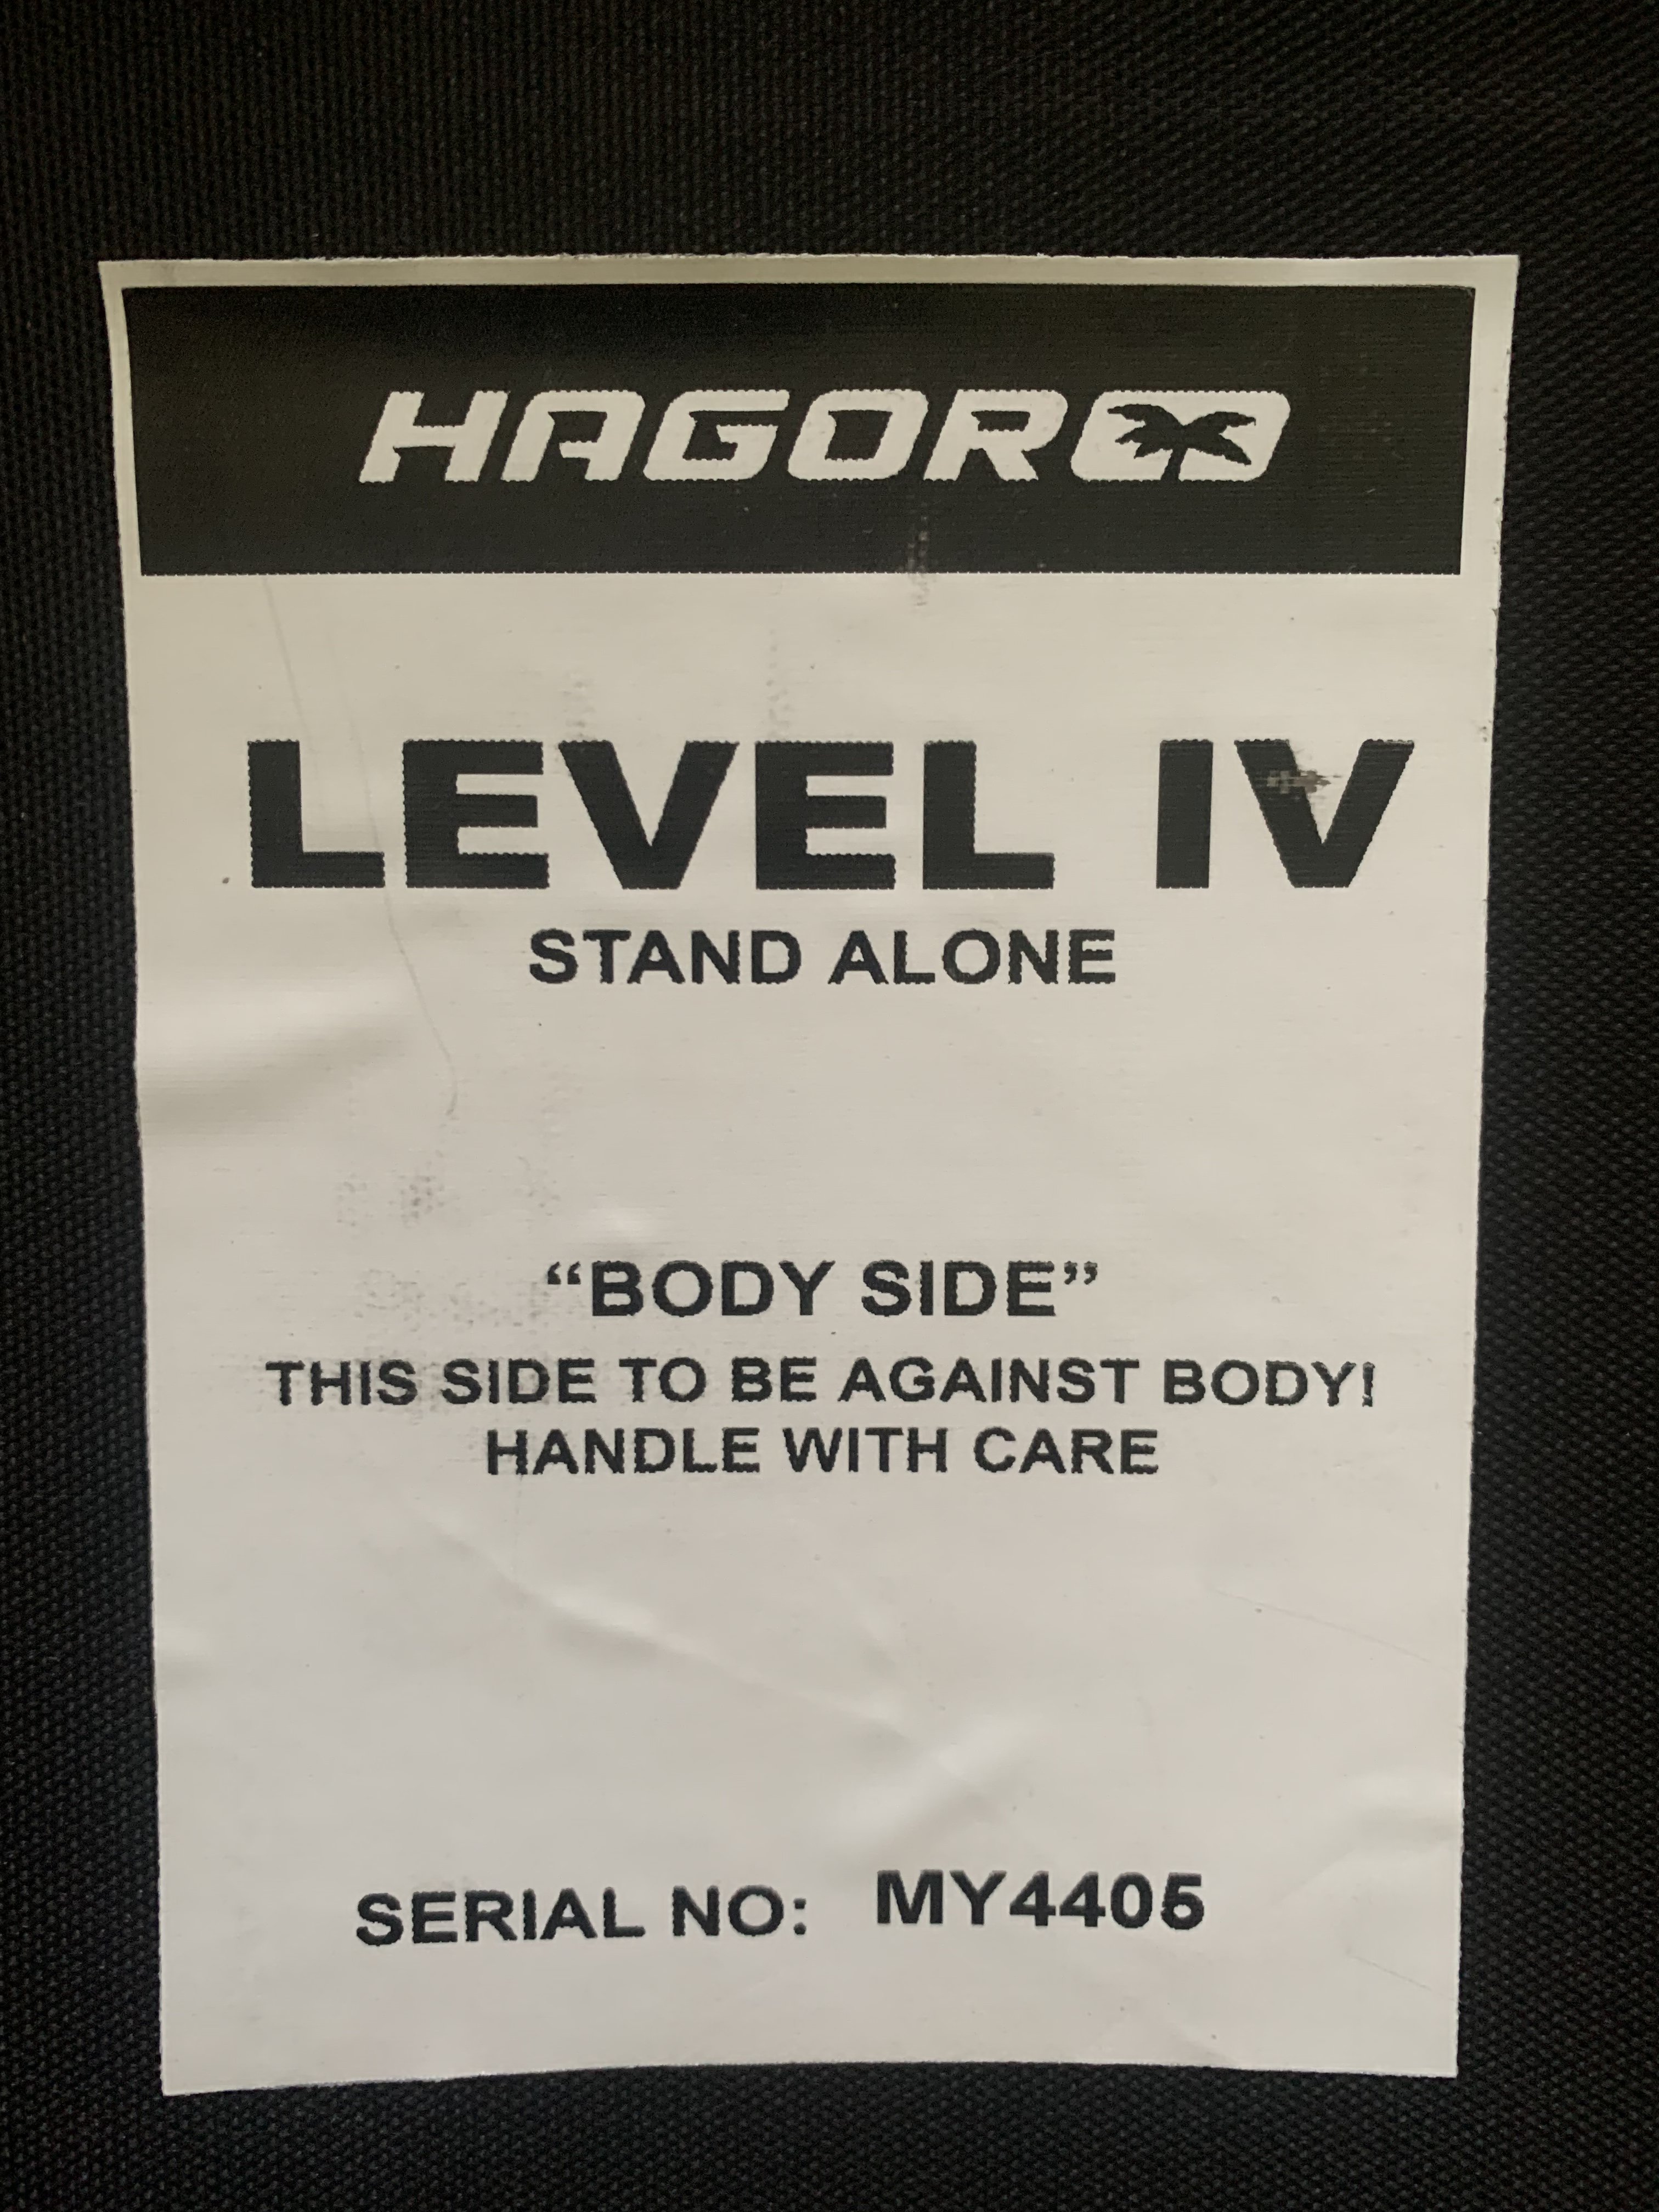 HAGOR
LEVEL IV
STAND ALONE
“BODY SIDE”
THIS SIDE TO BE AGAINST BODY!
HANDLE WITH CARE
SERIAL NO: MY4405